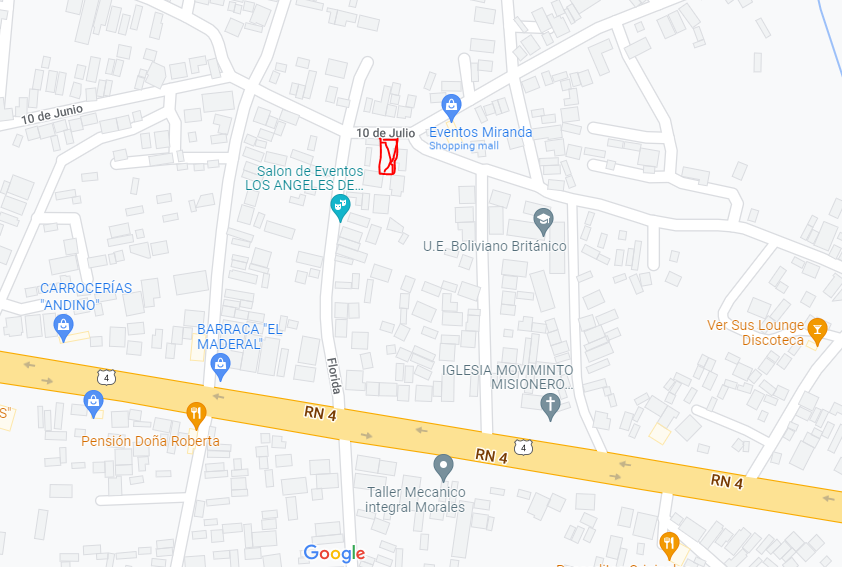 10 de Junio
10 de Julio
Eventos Miranda
Shopping mall
Salon de Eventos
LOS ANGELES DE...
U.E. Boliviano Británico
CARROCERÍAS
"ANDINO"
BARRACA "EL
MADERAL"
Ver Sus Lounge
Discoteca
Florida
IGLESIA MOVIMINTO
MISIONERO...
4
S"
RN 4
Pensión Doña Roberta
4
RN 4
RN 4
Taller Mecanico
integral Morales
Google